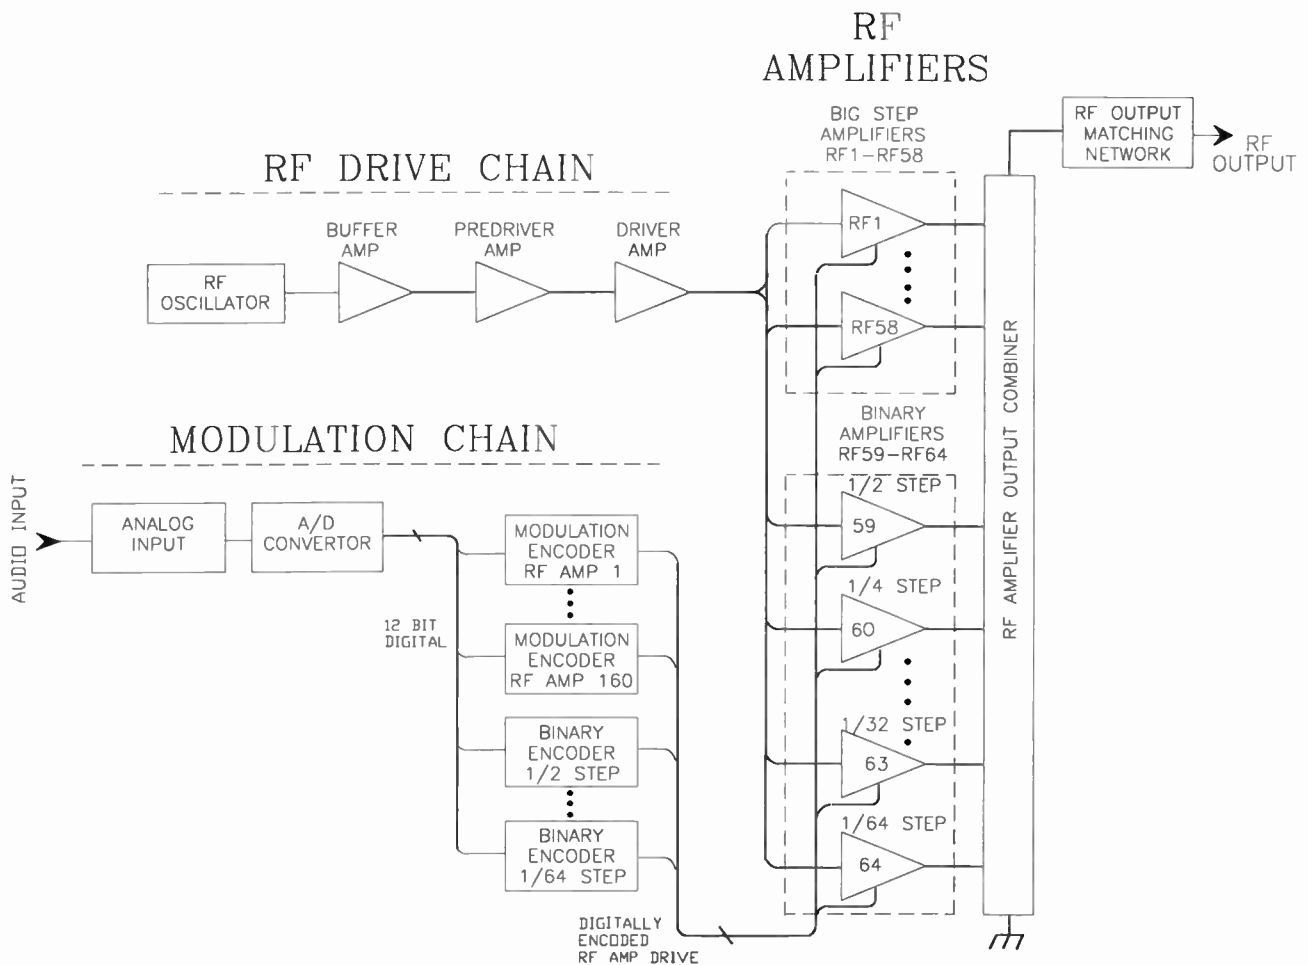 RF
AMPLIFIERS
BIG STEP
AMPLIFIERS
RF1-RF58
RF OUTPUT
MATCHING
NETWORK
RF
OUTPUT
RF DRIVE CHAIN
BUFFER
AMP
PREDRIVER
AMP
DRIVER
AMP
RF
OSCILLATOR
RF1
RF58
RF AMPLIFIER OUTPUT COMBINER
MODULATION CHAIN
BINARY
AMPLIFIERS
RF59-RF64
AUDIO INPUT
ANALOG
INPUT
A/D
CONVERTOR
12 BIT
DIGITAL
MODULATION
ENCODER
RF AMP 1
MODULATION
ENCODER
RF AMP 160
BINARY
ENCODER
1/2 STEP
BINARY
ENCODER
1/64 STEP
1/2 STEP
59
1/4 STEP
60
1/32 STEP
63
1/64 STEP
64
DIGITALLY
ENCODED
RF AMP DRIVE